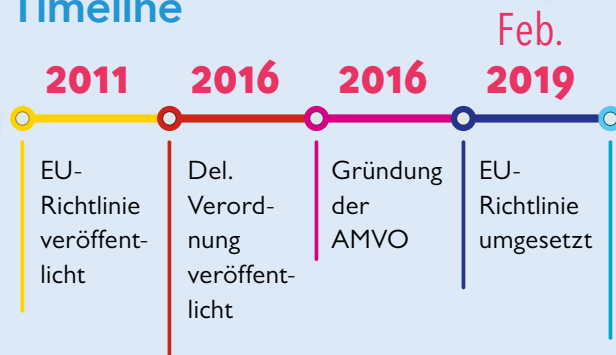 Timeline
2011
EU-
Richtlinie
veröffent-
licht
2016
Del.
Verord-
nung
veröffent-
licht
2016
Gründung
der
AMVO
Feb.
2019
EU-
Richtlinie
umgesetzt